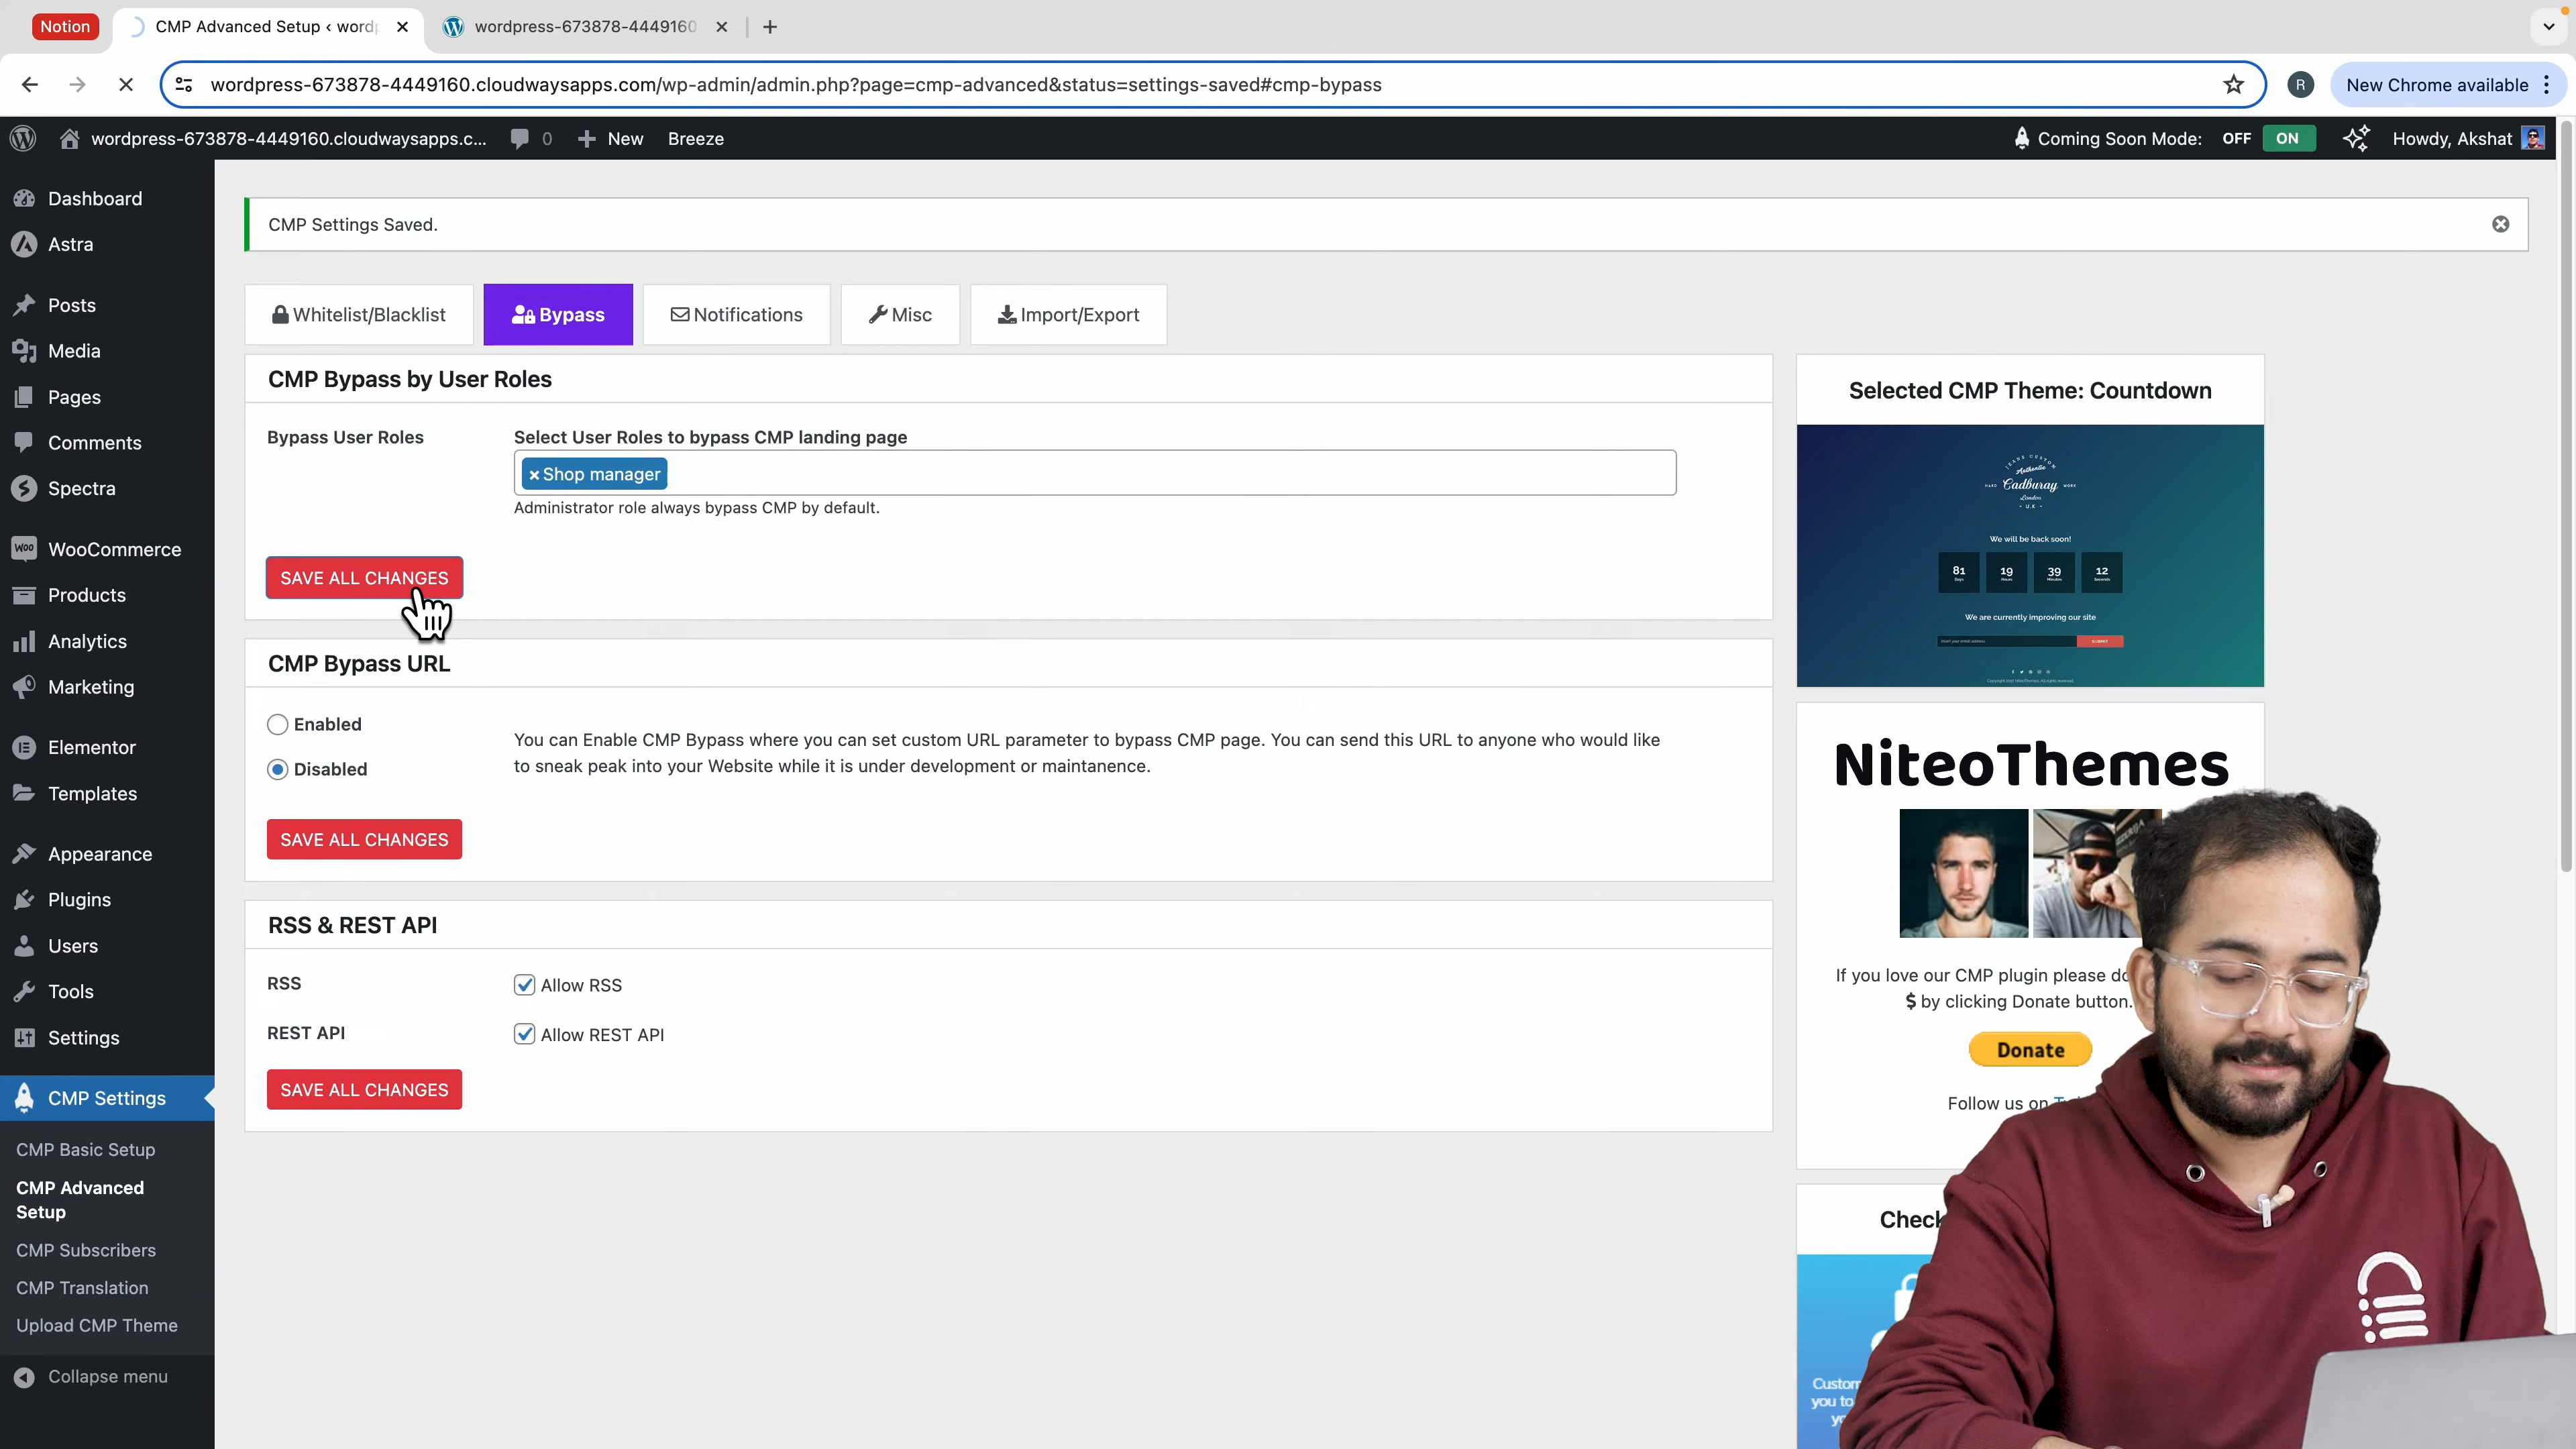 Notion
CMP Advanced Setup ‹ wordp
wordpress-673878-4449160
wordpress-673878-4449160.cloudwaysapps.com/wp-admin/admin.php?page=cmp-advanced&status=settings-saved#cmp-bypass
R
New Chrome available
wordpress-673878-4449160.cloudwaysapps.c...
0
New
Breeze
Coming Soon Mode: OFF ON
Howdy, Akshat
Dashboard
Astra
Posts
Media
Pages
Comments
Spectra
WooCommerce
Products
Analytics
Marketing
Elementor
Templates
Appearance
Plugins
Users
Tools
Settings
CMP Settings
CMP Basic Setup
CMP Advanced
Setup
CMP Subscribers
CMP Translation
Upload CMP Theme
Collapse menu
CMP Settings Saved.
Whitelist/Blacklist
Bypass
Notifications
Misc
Import/Export
CMP Bypass by User Roles
Bypass User Roles
Select User Roles to bypass CMP landing page
× Shop manager
Administrator role always bypass CMP by default.
SAVE ALL CHANGES
CMP Bypass URL
Enabled
Disabled
You can Enable CMP Bypass where you can set custom URL parameter to bypass CMP page. You can send this URL to anyone who would like
to sneak peak into your Website while it is under development or maintanence.
SAVE ALL CHANGES
RSS & REST API
RSS
Allow RSS
REST API
Allow REST API
SAVE ALL CHANGES
Selected CMP Theme: Countdown
Authentic
HARD Cadburay WORK
London
- U.K -
We will be back soon!
81 19 39 12
Days Hours Minutes Seconds
We are currently improving our site
Insert your email address
SUBMIT
NiteoThemes
If you love our CMP plugin please
$ by clicking Donate button.
Donate
Follow us on
Check
you to